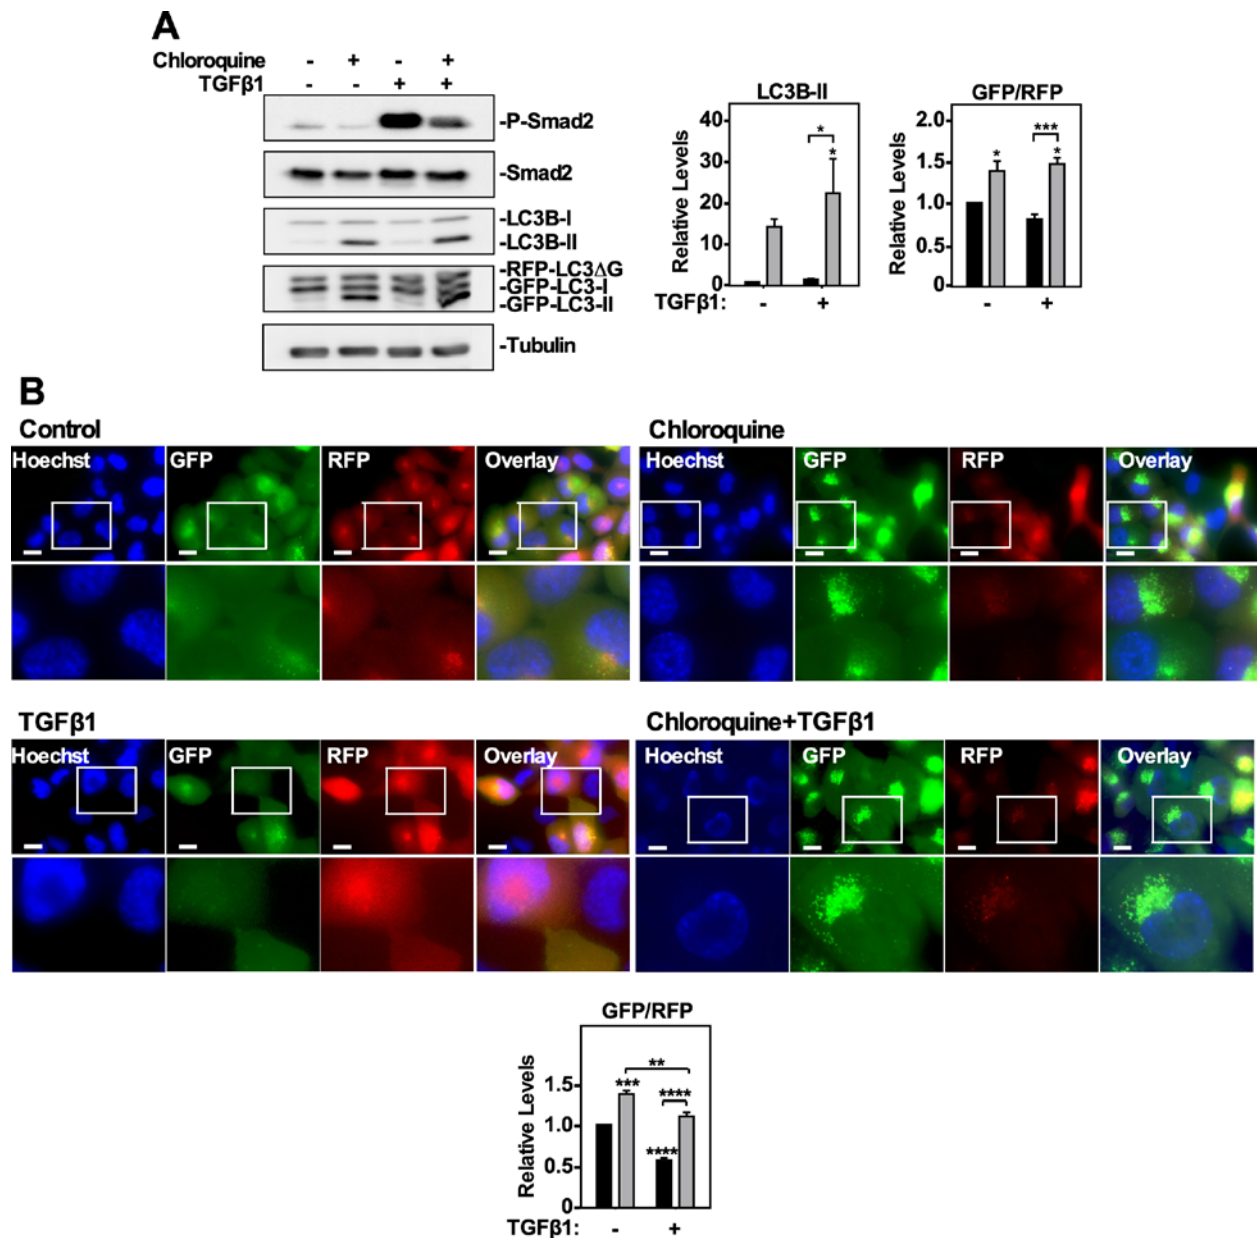 A
Chloroquine - + - +
TGFβ1 - - + +
-P-Smad2
-Smad2
-LC3B-I
-LC3B-II
-RFP-LC3ΔG
-GFP-LC3-I
-GFP-LC3-II
-Tubulin
LC3B-II
Relative Levels
40
30
20
10
0
*
*
TGFβ1: - +
GFP/RFP
Relative Levels
2.0
1.5
1.0
0.5
0
*
***
*
- +
B
Control
Hoechst GFP RFP Overlay
Chloroquine
Hoechst GFP RFP Overlay
TGFβ1
Hoechst GFP RFP Overlay
Chloroquine+TGFβ1
Hoechst GFP RFP Overlay
GFP/RFP
Relative Levels
1.5
1.0
0.5
0
**
***
****
****
TGFβ1: - +